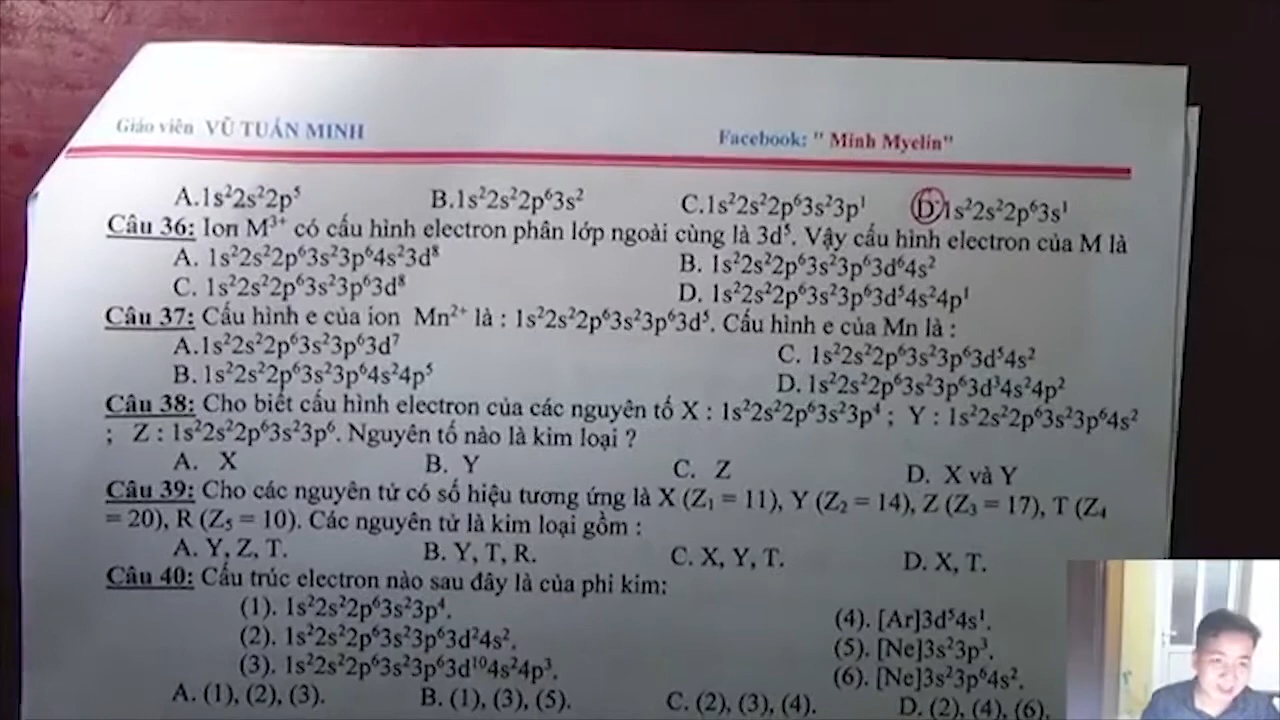 Giáo viên VŨ TUẤN MINH Facebook: " Minh Myelin"
A.1s²2s²2p⁵ B.1s²2s²2p⁶3s² C.1s²2s²2p⁶3s²3p¹ D.1s²2s²2p⁶3s¹
Câu 36: Ion M³⁺ có cấu hình electron phân lớp ngoài cùng là 3d⁵. Vậy cấu hình electron của M là
A. 1s²2s²2p⁶3s²3p⁶4s²3d⁸ B. 1s²2s²2p⁶3s²3p⁶3d⁶4s²
C. 1s²2s²2p⁶3s²3p⁶3d⁸ D. 1s²2s²2p⁶3s²3p⁶3d⁵4s²4p¹
Câu 37: Cấu hình e của ion Mn²⁺ là : 1s²2s²2p⁶3s²3p⁶3d⁵. Cấu hình e của Mn là :
A.1s²2s²2p⁶3s²3p⁶3d⁷ C. 1s²2s²2p⁶3s²3p⁶3d⁵4s²
B. 1s²2s²2p⁶3s²3p⁶4s²4p⁵ D. 1s²2s²2p⁶3s²3p⁶3d³4s²4p²
Câu 38: Cho biết cấu hình electron của các nguyên tố X : 1s²2s²2p⁶3s²3p⁴ ; Y : 1s²2s²2p⁶3s²3p⁶4s²
; Z : 1s²2s²2p⁶3s²3p⁶. Nguyên tố nào là kim loại ?
A. X B. Y C. Z D. X và Y
Câu 39: Cho các nguyên tử có số hiệu tương ứng là X (Z₁ = 11), Y (Z₂ = 14), Z (Z₃ = 17), T (Z₄
= 20), R (Z₅ = 10). Các nguyên tử là kim loại gồm :
A. Y, Z, T. B. Y, T, R. C. X, Y, T. D. X, T.
Câu 40: Cấu trúc electron nào sau đây là của phi kim:
(1). 1s²2s²2p⁶3s²3p⁴. (4). [Ar]3d⁵4s¹.
(2). 1s²2s²2p⁶3s²3p⁶3d²4s². (5). [Ne]3s²3p³.
(3). 1s²2s²2p⁶3s²3p⁶3d¹⁰4s²4p³. (6). [Ne]3s²3p⁶4s².
A. (1), (2), (3). B. (1), (3), (5). C. (2), (3), (4). D. (2), (4), (6).